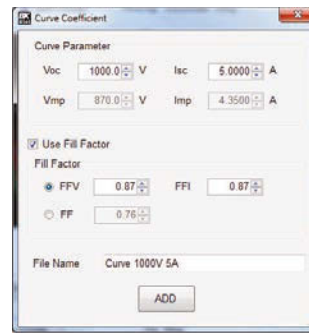 Curve Coefficient
Curve Parameter
Voc 1000.0 V Isc 5.0000 A
Vmp 870.0 V Imp 4.3500 A
Use Fill Factor
Fill Factor
FFV 0.87 FFI 0.87
FF 0.76
File Name Curve 1000V 5A
ADD